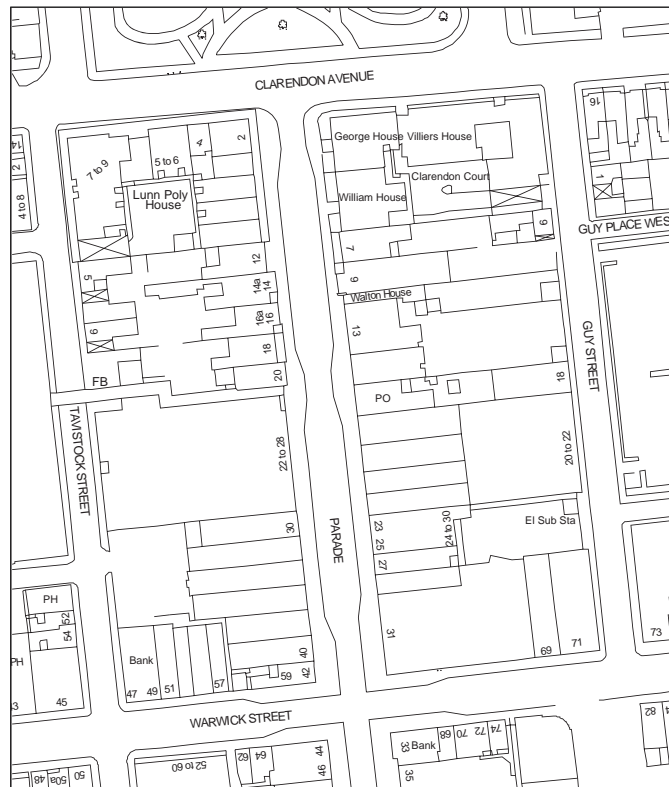 CLARENDON AVENUE
16
George House Villiers House
2
4
5 to 6
7 to 9
14
2
4 to 8
Lunn Poly
House
Clarendon Court
William House
1
9
GUY PLACE WES
7
12
5
14a
14
9
Walton House
16a
16
13
6
18
20
FB
PO
18
GUY STREET
TAVISTOCK STREET
22 to 28
20 to 22
30
PARADE
23
25
27
24 to 30
El Sub Sta
PH
52
54
PH
31
73
71
69
Bank
40
42
59
57
43
45
47
49
51
WARWICK STREET
82
74
72
70
68
Bank
33
35
44
46
64
62
52 to 60
50
50a
48